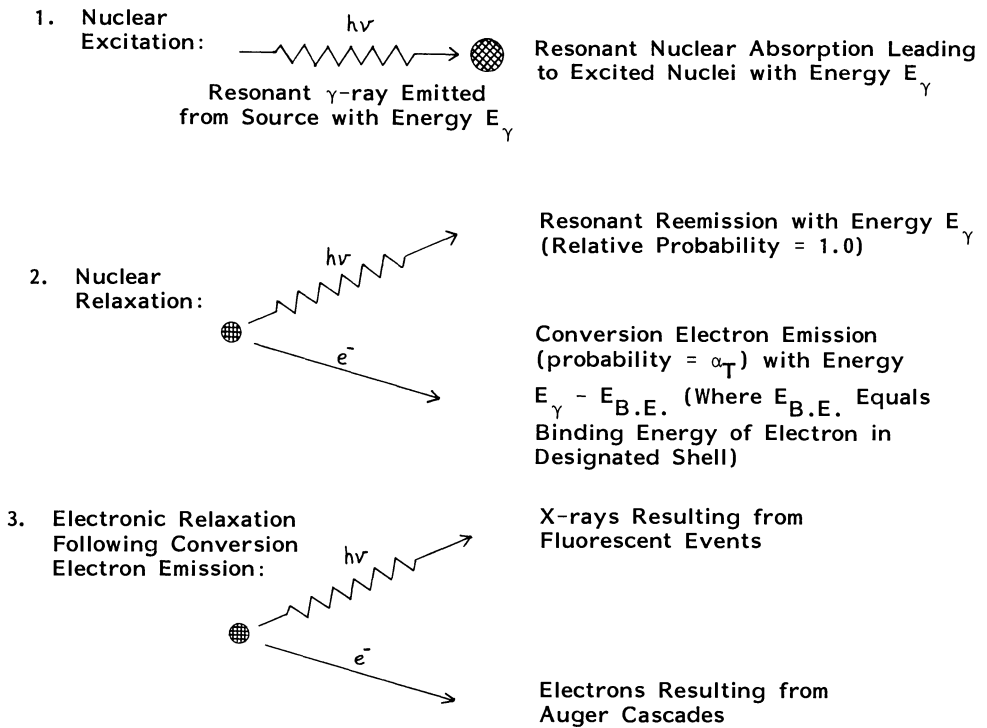 1. Nuclear
Excitation:
hν
Resonant γ-ray Emitted
from Source with Energy Eγ
Resonant Nuclear Absorption Leading
to Excited Nuclei with Energy Eγ
2. Nuclear
Relaxation:
hν
e⁻
Resonant Reemission with Energy Eγ
(Relative Probability = 1.0)
Conversion Electron Emission
(probability = αT) with Energy
Eγ - EB.E. (Where EB.E. Equals
Binding Energy of Electron in
Designated Shell)
3. Electronic Relaxation
Following Conversion
Electron Emission:
hν
e⁻
X-rays Resulting from
Fluorescent Events
Electrons Resulting from
Auger Cascades